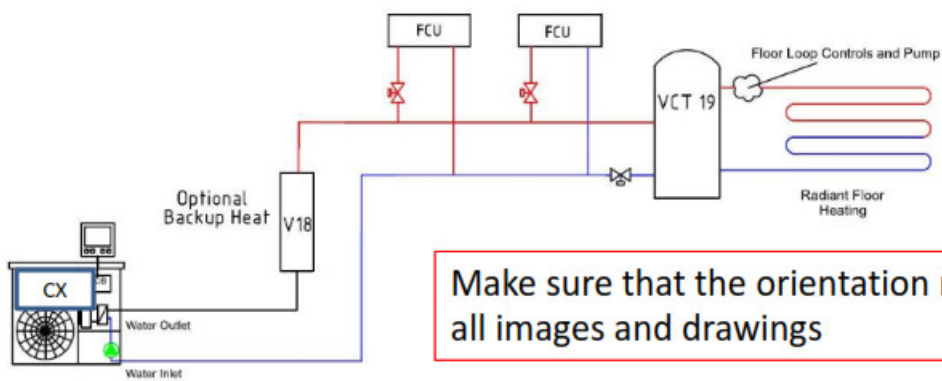 FCU
FCU
Floor Loop Controls and Pump
VCT 19
Optional
Backup Heat
V18
Radiant Floor
Heating
CX
Water Outlet
Water Inlet
Make sure that the orientation
all images and drawings